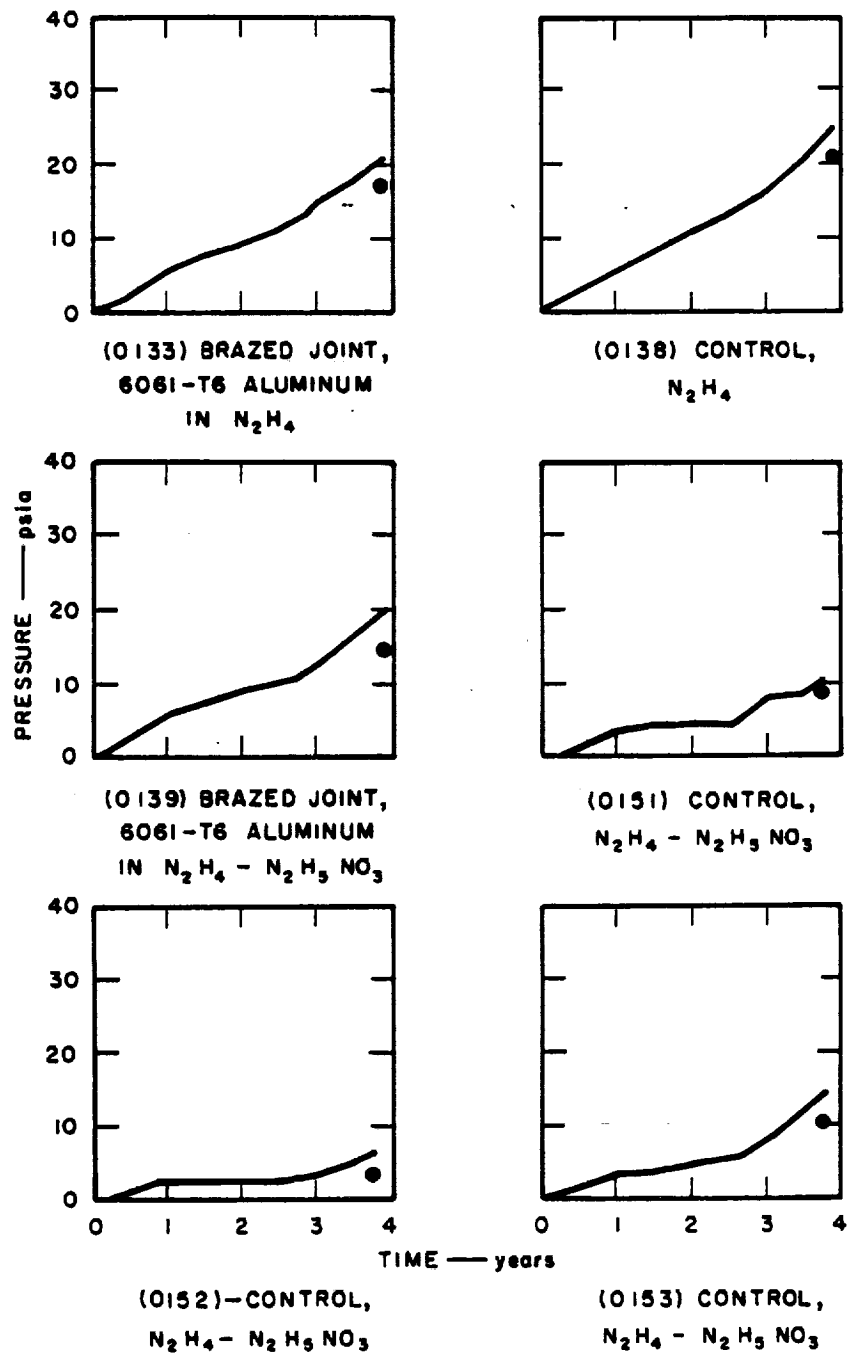 40
30
20
10
0
(0133) BRAZED JOINT,
6061-T6 ALUMINUM
IN N₂H₄
(0138) CONTROL,
N₂H₄
PRESSURE — psia
40
30
20
10
0
(0139) BRAZED JOINT,
6061-T6 ALUMINUM
IN N₂H₄ - N₂H₅ NO₃
(0151) CONTROL,
N₂H₄ - N₂H₅ NO₃
40
30
20
10
0
0 1 2 3 4
0 1 2 3 4
TIME — years
(0152)-CONTROL,
N₂H₄ - N₂H₅ NO₃
(0153) CONTROL,
N₂H₄ - N₂H₅ NO₃